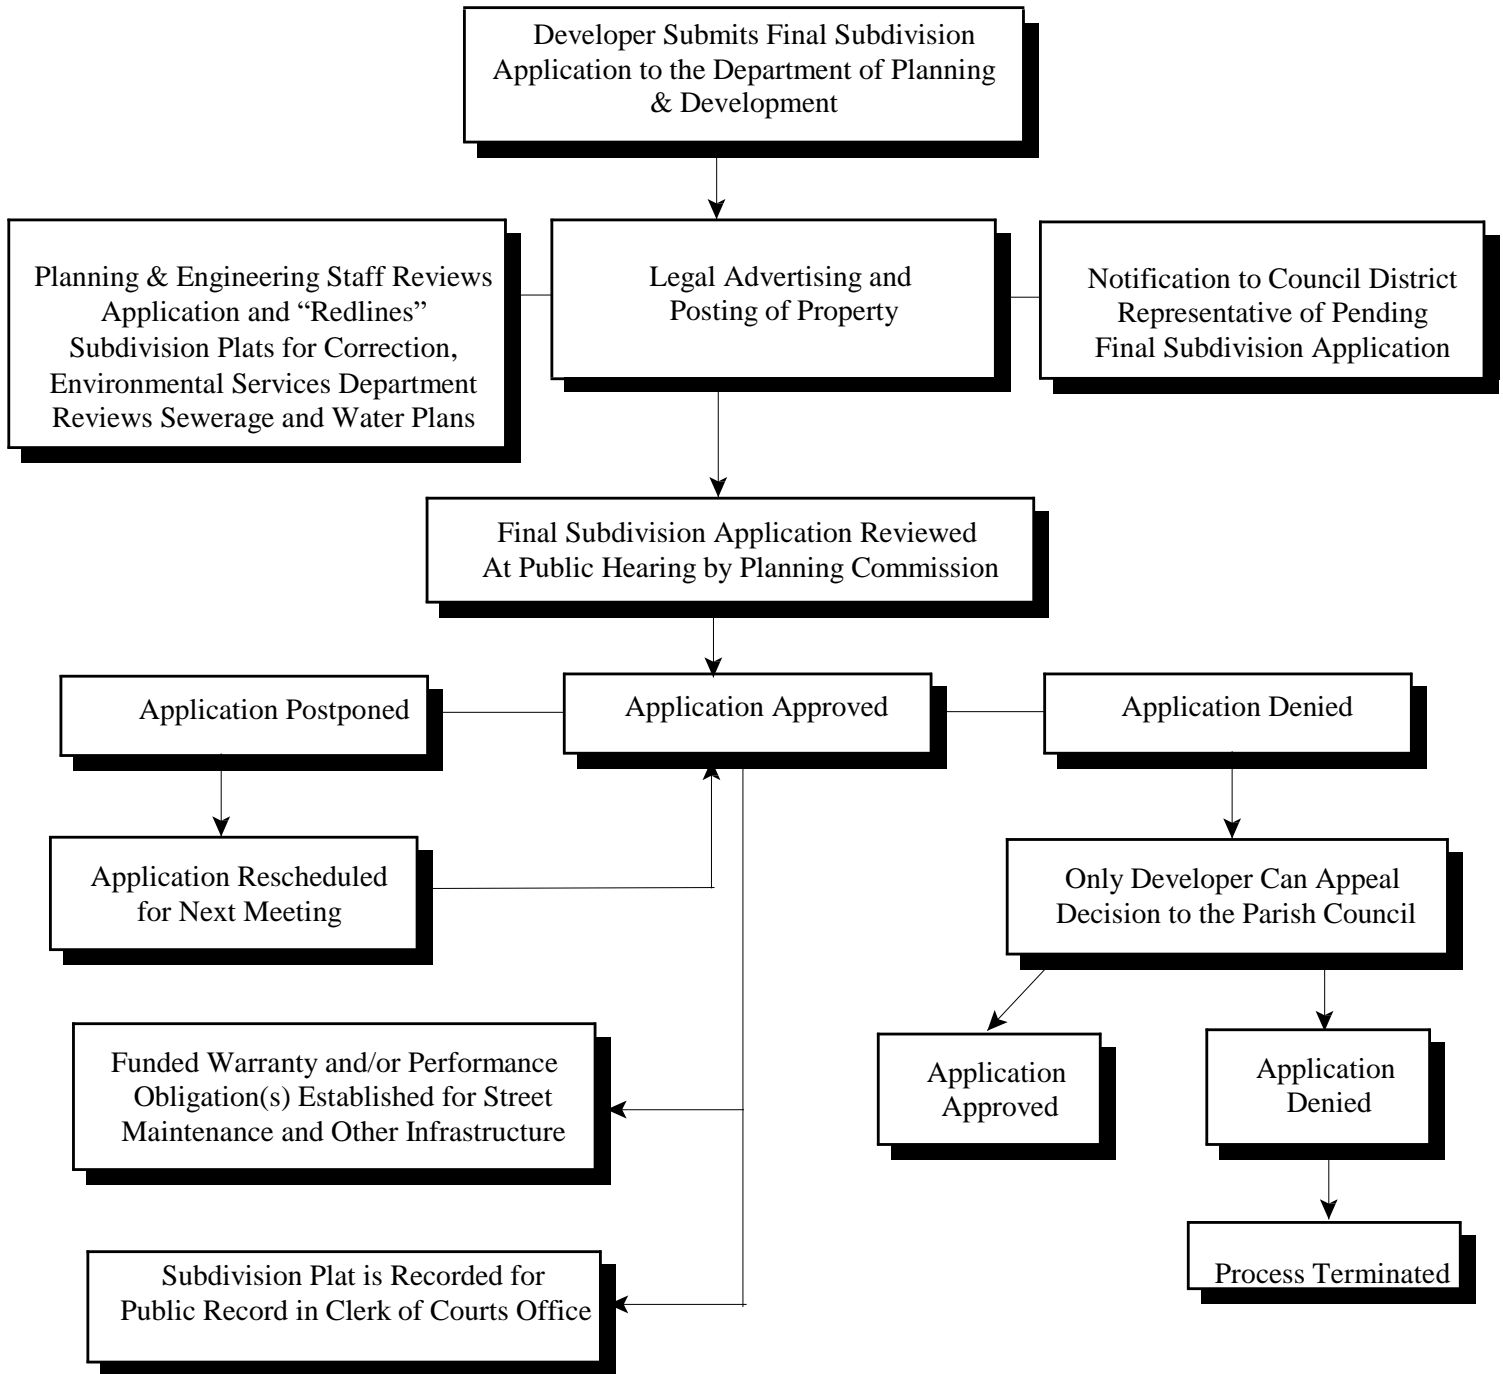 Developer Submits Final Subdivision
Application to the Department of Planning
& Development
Planning & Engineering Staff Reviews
Application and “Redlines”
Subdivision Plats for Correction,
Environmental Services Department
Reviews Sewerage and Water Plans
Legal Advertising and
Posting of Property
Notification to Council District
Representative of Pending
Final Subdivision Application
Final Subdivision Application Reviewed
At Public Hearing by Planning Commission
Application Postponed
Application Approved
Application Denied
Application Rescheduled
for Next Meeting
Only Developer Can Appeal
Decision to the Parish Council
Funded Warranty and/or Performance
Obligation(s) Established for Street
Maintenance and Other Infrastructure
Application
Approved
Application
Denied
Subdivision Plat is Recorded for
Public Record in Clerk of Courts Office
Process Terminated